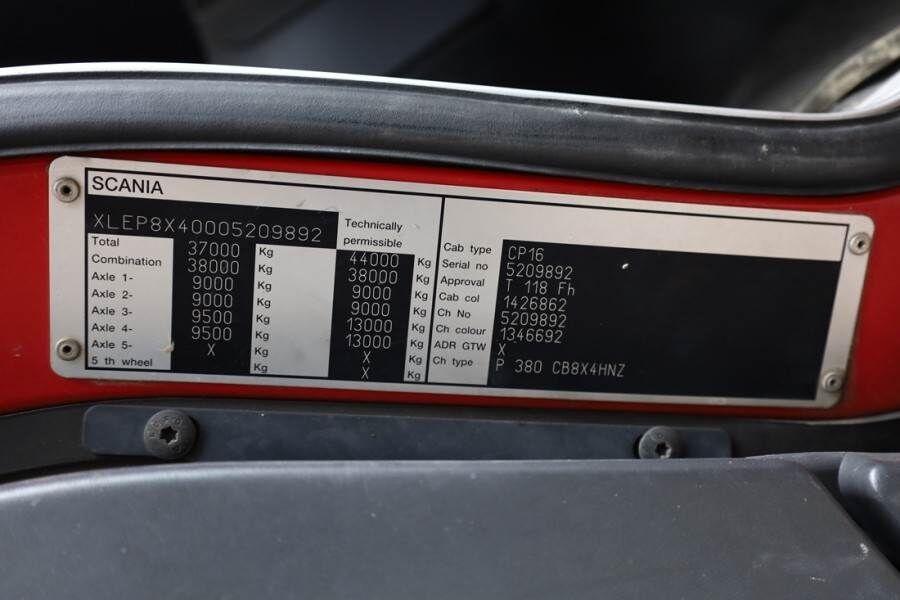 SCANIA
XLEP8X40005209892 Technically permissible
Total 37000 Kg 44000 Kg Cab type CP16
Combination 38000 Kg 38000 Kg Serial no 5209892
Axle 1- 9000 Kg 9000 Kg Approval T 118 Fh
Axle 2- 9000 Kg 9000 Kg Cab col 1426862
Axle 3- 9500 Kg 13000 Kg Ch No 5209892
Axle 4- 9500 Kg 13000 Kg Ch colour 1346692
Axle 5- X Kg X Kg ADR GTW X
5 th wheel Kg X Kg Ch type P 380 CB8X4HNZ